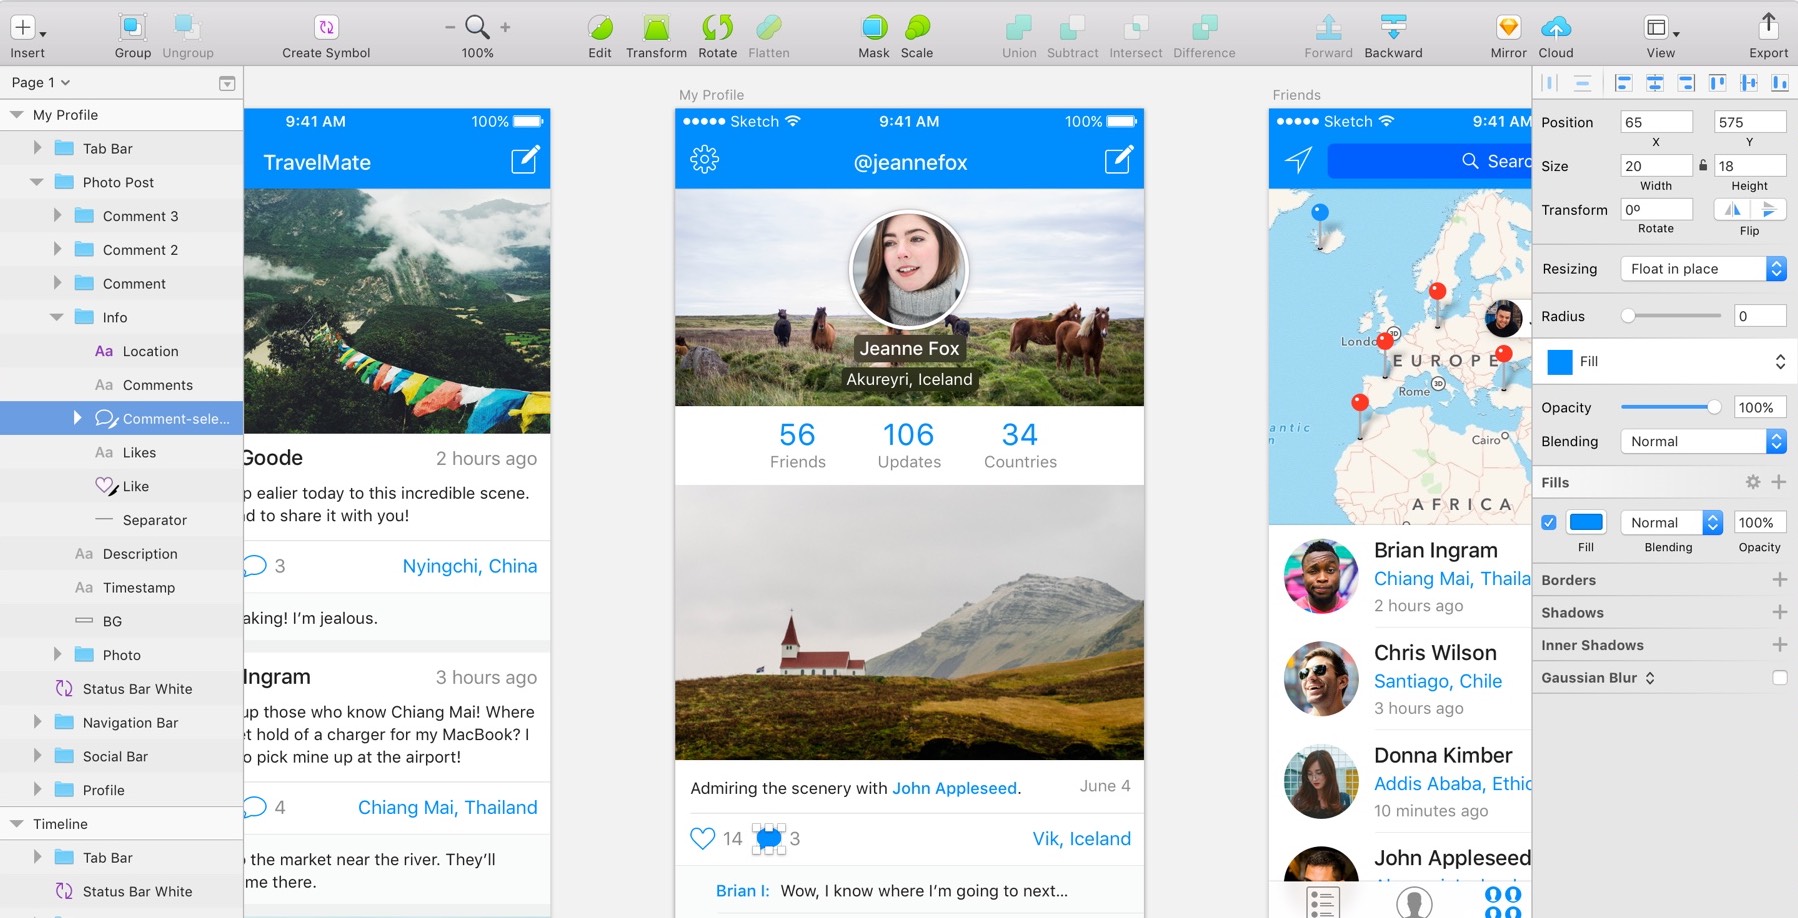 Insert
Group
Ungroup
Create Symbol
100%
Edit
Transform
Rotate
Flatten
Mask
Scale
Union
Subtract
Intersect
Difference
Forward
Backward
Mirror
Cloud
View
Export
Page 1
My Profile
Tab Bar
Photo Post
Comment 3
Comment 2
Comment
Info
Aa Location
Aa Comments
Comment-sele...
Aa Likes
Like
Separator
Aa Description
Aa Timestamp
BG
Photo
Status Bar White
Navigation Bar
Social Bar
Profile
Timeline
Tab Bar
Status Bar White
9:41 AM 100%
TravelMate
Goode 2 hours ago
p ealier today to this incredible scene.
d to share it with you!
3 Nyingchi, China
aking! I’m jealous.
Ingram 3 hours ago
up those who know Chiang Mai! Where
t hold of a charger for my MacBook? I
o pick mine up at the airport!
4 Chiang Mai, Thailand
the market near the river. They’ll
me there.
My Profile
Sketch 9:41 AM 100%
@jeannefox
Jeanne Fox
Akureyri, Iceland
56 106 34
Friends Updates Countries
Admiring the scenery with John Appleseed. June 4
14 3 Vik, Iceland
Brian I: Wow, I know where I’m going to next...
Friends
Sketch 9:41 AM
Searc
3D
Londo
EUROPE
Rome 3D
antic
n
Cairo
AFRICA
Brian Ingram
Chiang Mai, Thaila
2 hours ago
Chris Wilson
Santiago, Chile
3 hours ago
Donna Kimber
Addis Ababa, Ethic
10 minutes ago
John Appleseed
Position 65 575
X Y
Size 20 18
Width Height
Transform 0º
Rotate Flip
Resizing Float in place
Radius 0
Fill
Opacity 100%
Blending Normal
Fills
Normal 100%
Fill Blending Opacity
Borders
Shadows
Inner Shadows
Gaussian Blur